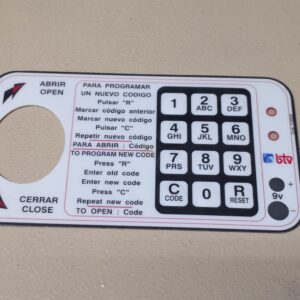 ABRIR
OPEN
PARA PROGRAMAR
UN NUEVO CODIGO
Pulsar "R"
Marcar código anterior
Marcar nuevo código
Pulsar "C"
Repetir nuevo código
PARA ABRIR : Código
TO PROGRAM NEW CODE
Press "R"
Enter old code
Enter new code
Press "C"
Repeat new code
TO OPEN : Code
CERRAR
CLOSE
1
2
ABC
3
DEF
4
GHI
5
JKL
6
MNO
7
PRS
8
TUV
9
WXY
C
CODE
0
R
RESET
btv
9v